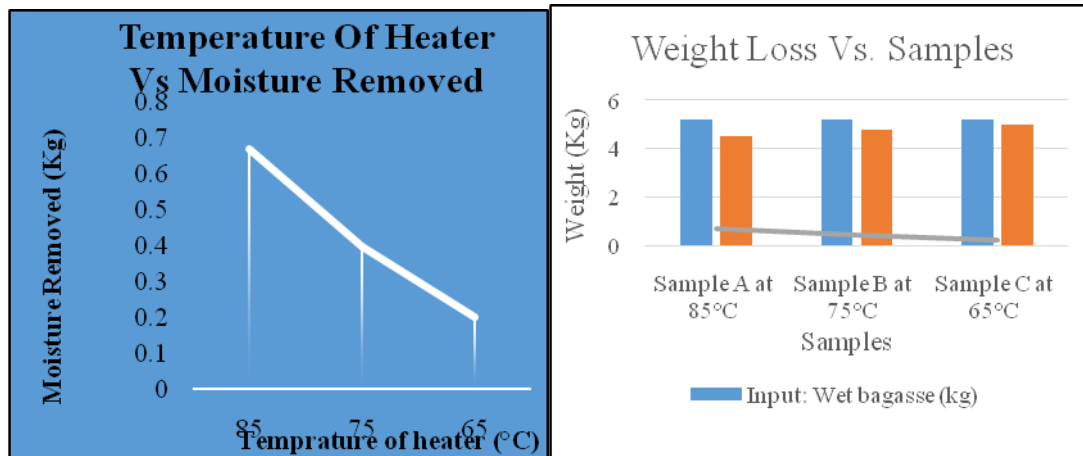 Temperature Of Heater
Vs Moisture Removed
Moisture Removed (Kg)
0.8
0.7
0.6
0.5
0.4
0.3
0.2
0.1
0
85
75
65
Temprature of heater (°C)
Weight Loss Vs. Samples
Weight (Kg)
6
4
2
0
Sample A at
85°C
Sample B at
75°C
Sample C at
65°C
Samples
Input: Wet bagasse (kg)